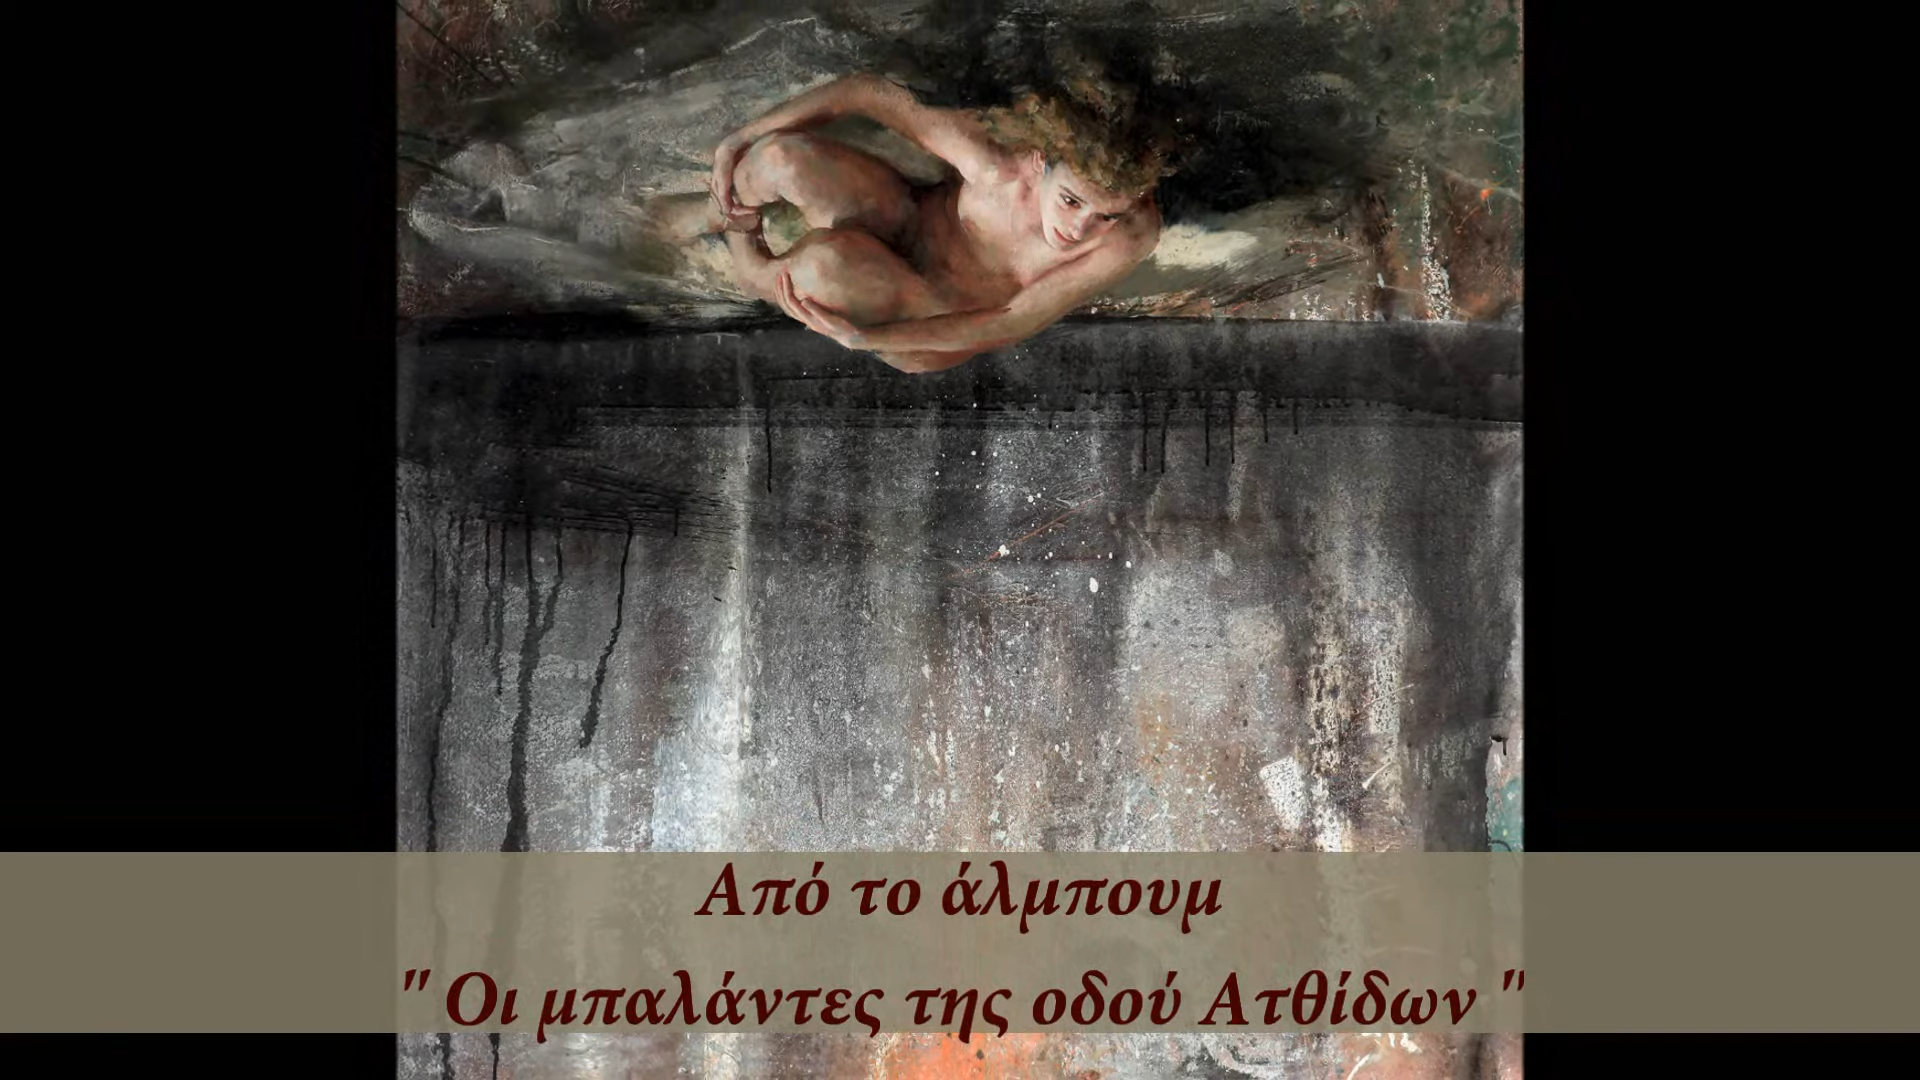 Από το άλμπουμ
" Οι μπαλάντες της οδού Ατθίδων "